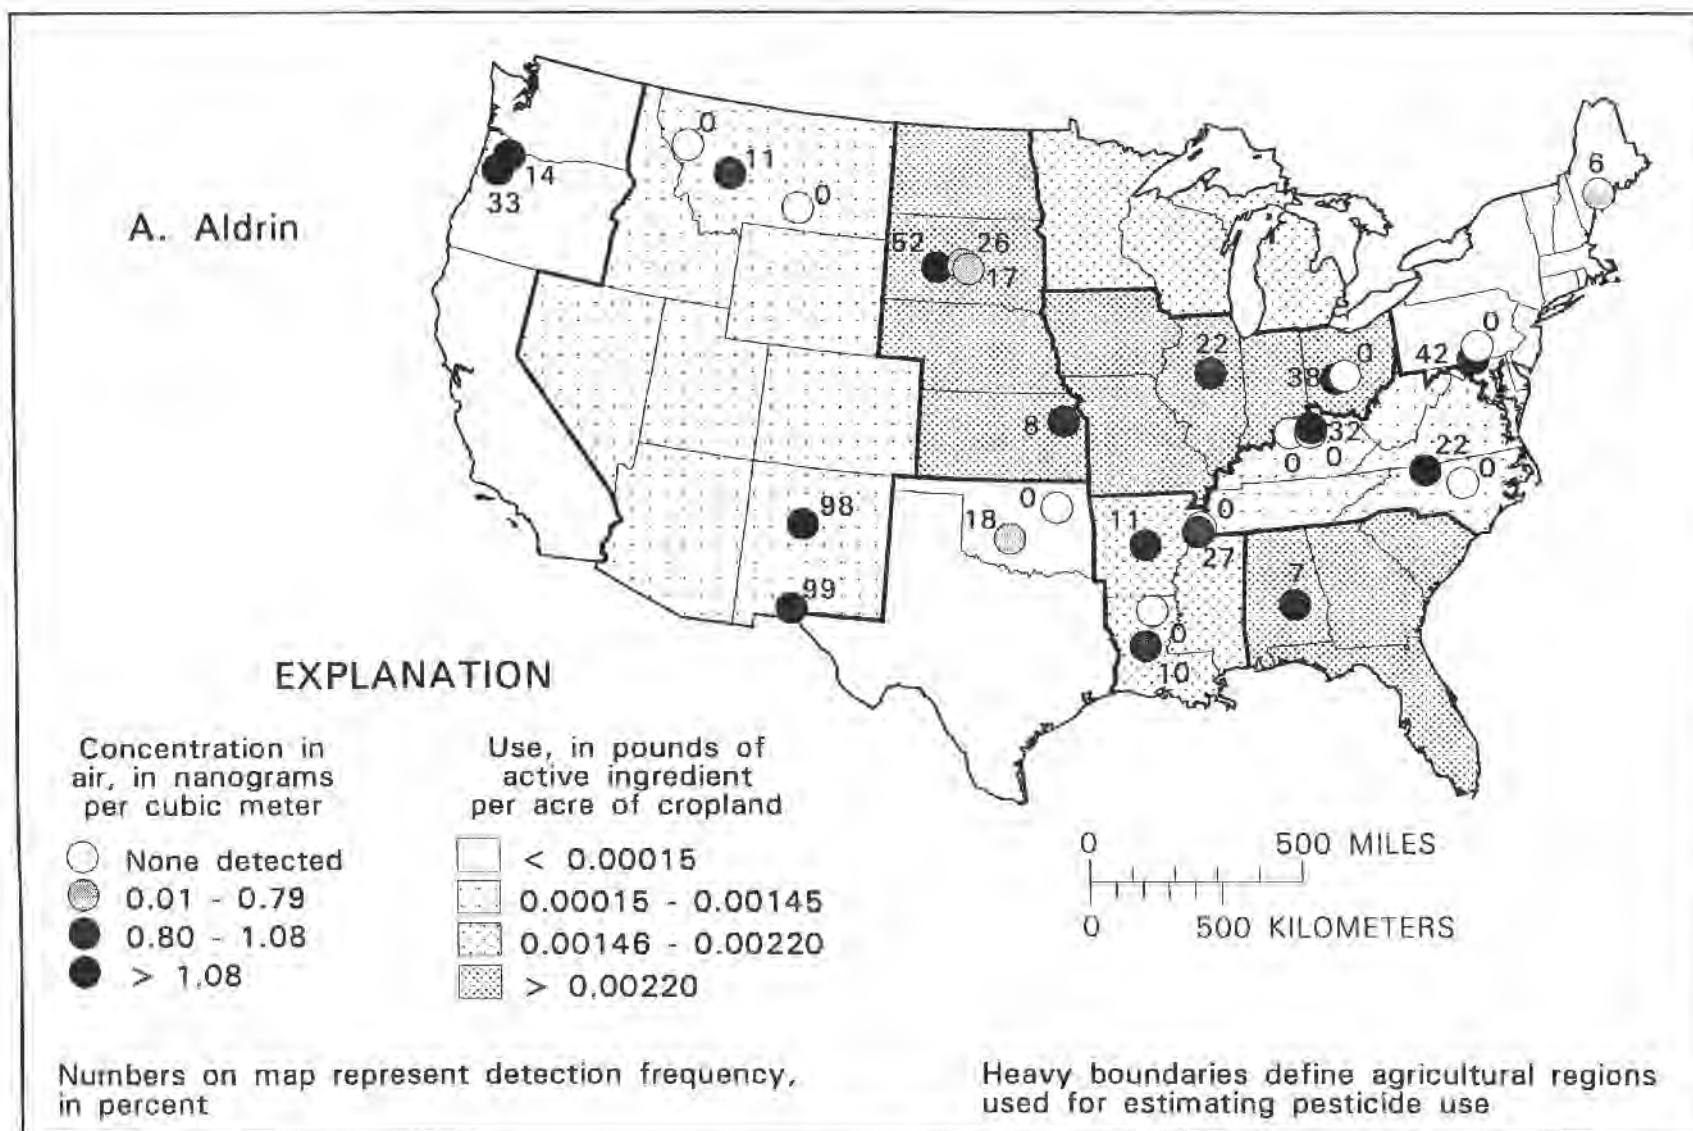 A. Aldrin
0
11
0
14
33
6
52
26
17
0
22
0
42
38
8
32
0
0
22
0
98
0
18
11
0
27
99
7
0
10
EXPLANATION
Concentration in
air, in nanograms
per cubic meter
None detected
0.01 - 0.79
0.80 - 1.08
> 1.08
Use, in pounds of
active ingredient
per acre of cropland
< 0.00015
0.00015 - 0.00145
0.00146 - 0.00220
> 0.00220
0 500 MILES
0 500 KILOMETERS
Numbers on map represent detection frequency,
in percent
Heavy boundaries define agricultural regions
used for estimating pesticide use